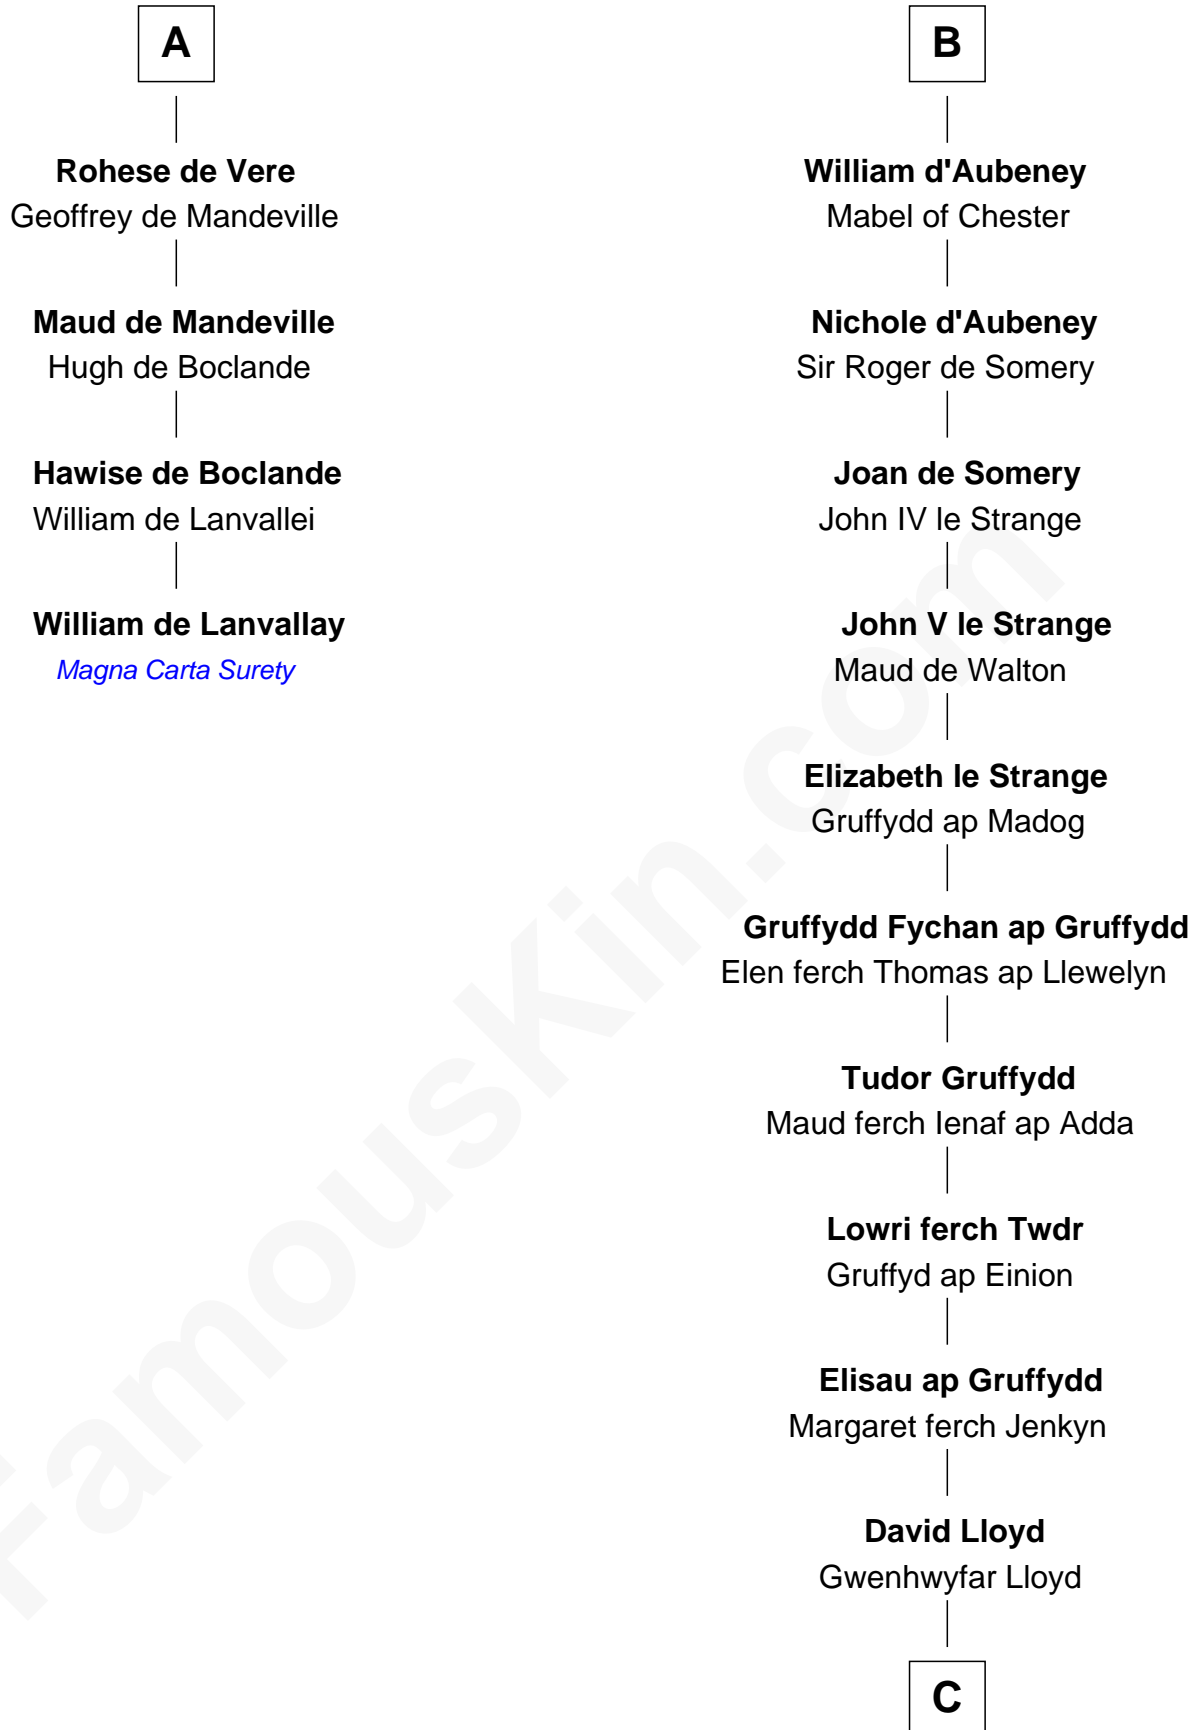 A
Rohese de Vere
Geoffrey de Mandeville
Maud de Mandeville
Hugh de Boclande
Hawise de Boclande
William de Lanvallei
William de Lanvallay
Magna Carta Surety
B
William d'Aubeney
Mabel of Chester
Nichole d'Aubeney
Sir Roger de Somery
Joan de Somery
John IV le Strange
John V le Strange
Maud de Walton
Elizabeth le Strange
Gruffydd ap Madog
Gruffydd Fychan ap Gruffydd
Elen ferch Thomas ap Llewelyn
Tudor Gruffydd
Maud ferch Ienaf ap Adda
Lowri ferch Twdr
Gruffyd ap Einion
Elisau ap Gruffydd
Margaret ferch Jenkyn
David Lloyd
Gwenhwyfar Lloyd
C
FamousKin.com